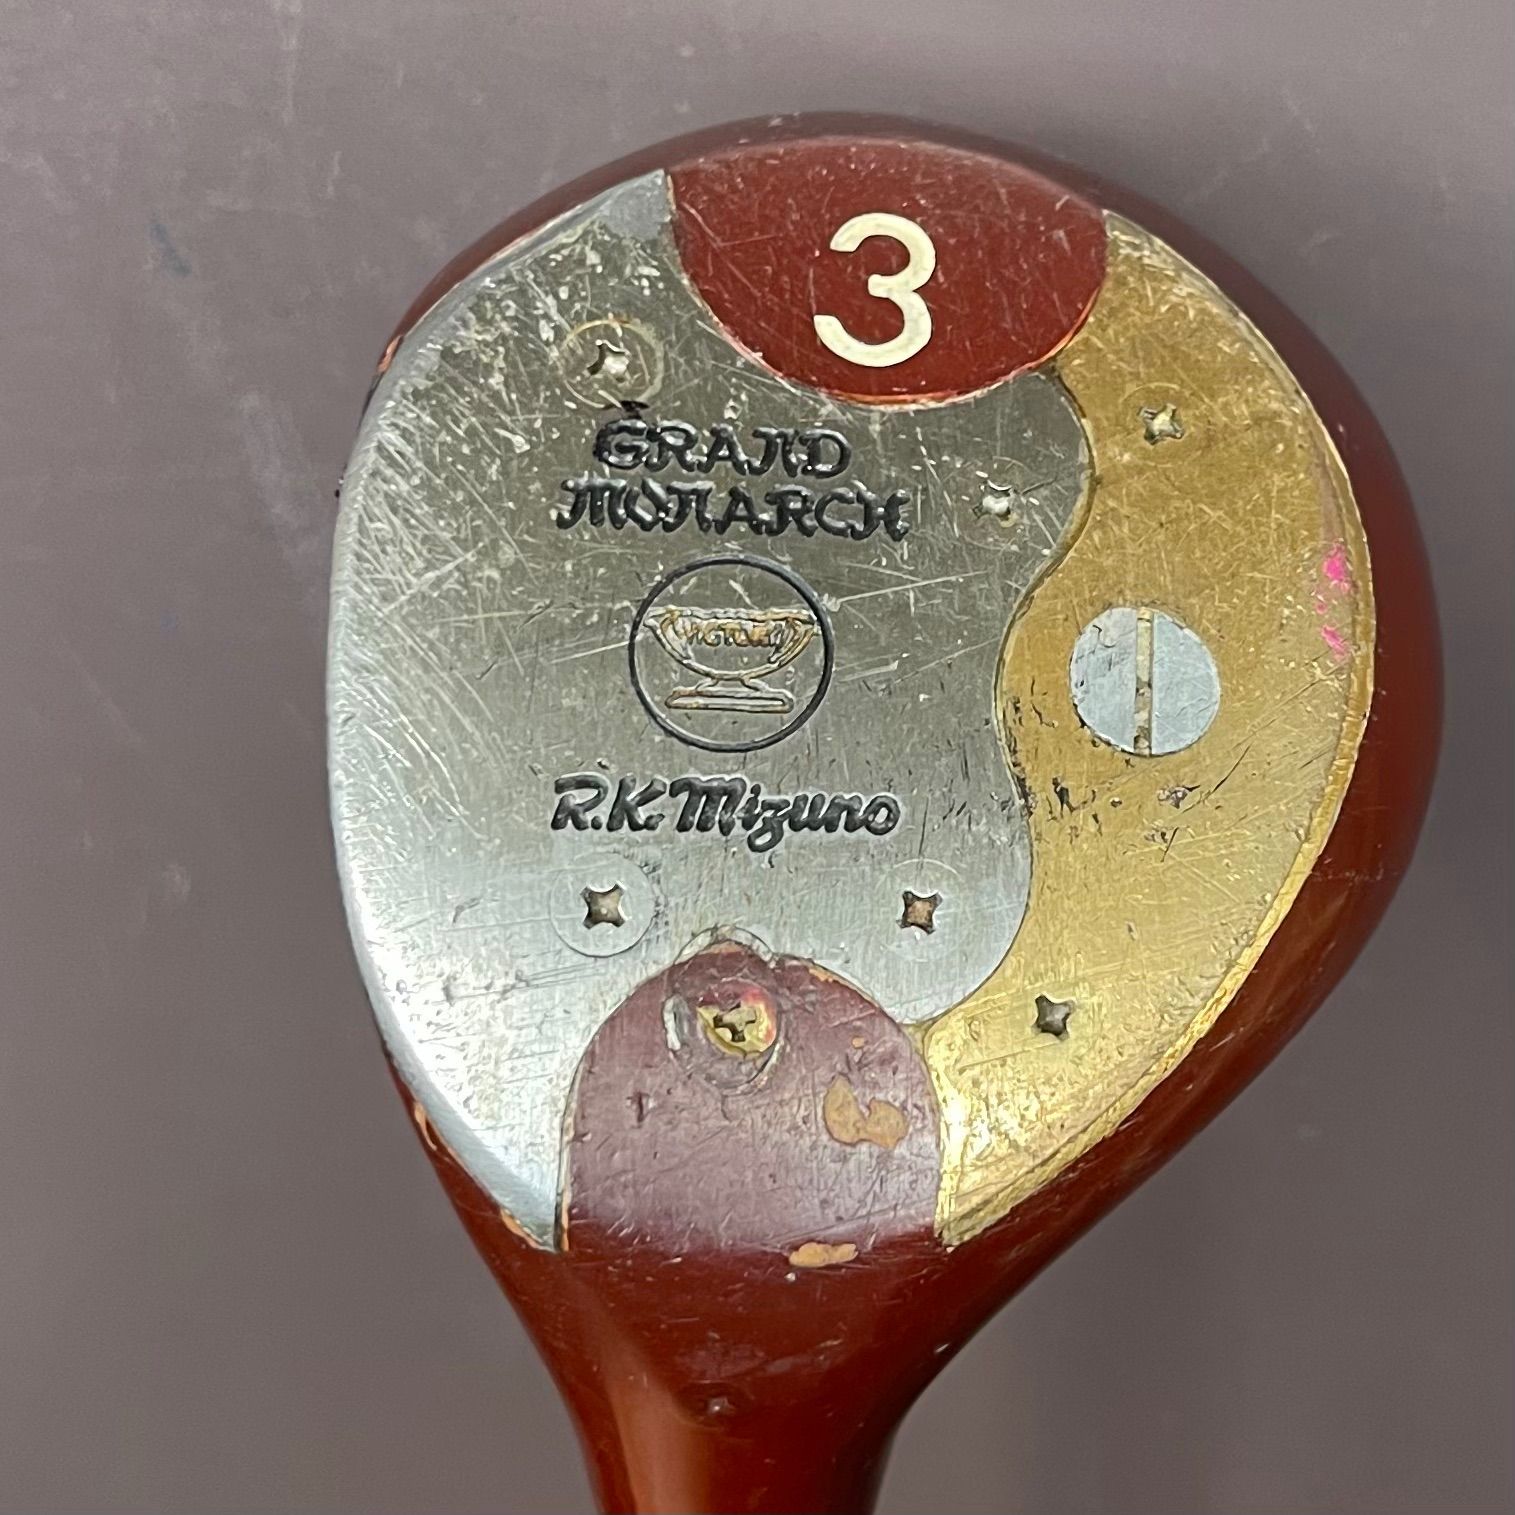 3
GRAND
MONARCH
VICTORY
R.K. Mizuno